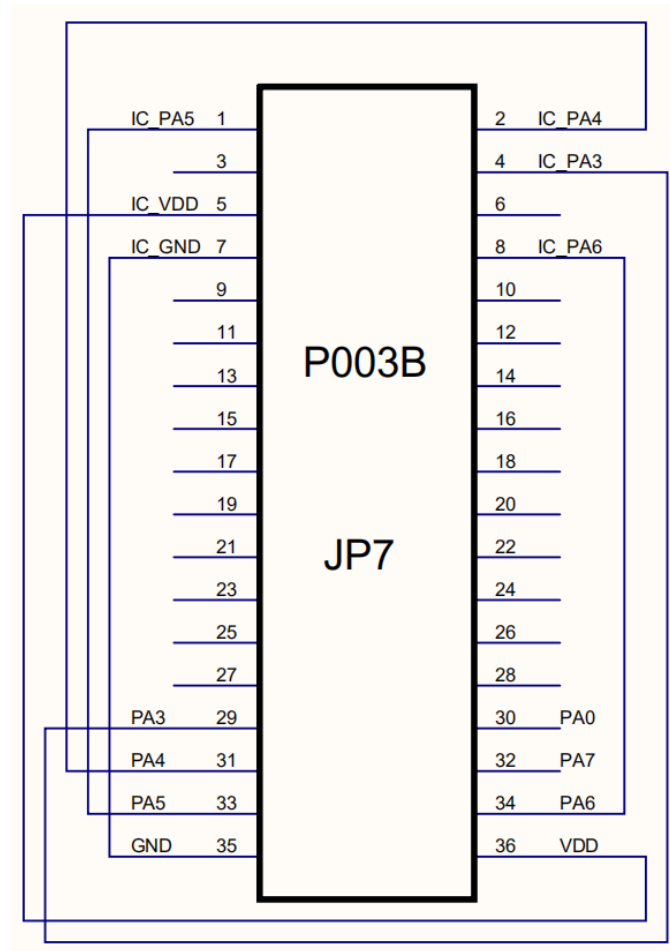 IC_PA5 1 2 IC_PA4
3 4 IC_PA3
IC_VDD 5 6
IC_GND 7 8 IC_PA6
9 10
11 12
13 14
P003B
15 16
17 18
19 20
JP7
21 22
23 24
25 26
27 28
PA3 29 30 PA0
PA4 31 32 PA7
PA5 33 34 PA6
GND 35 36 VDD